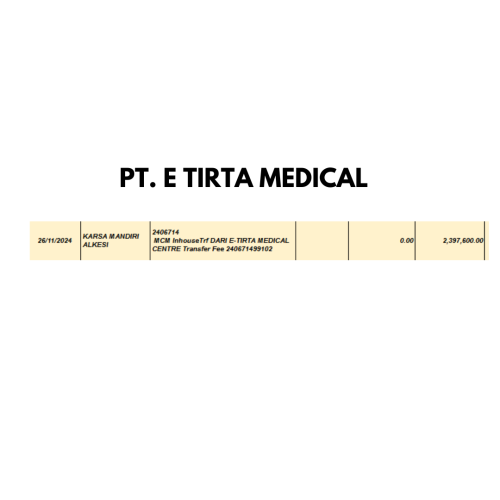 PT. E TIRTA MEDICAL
26/11/2024
KARSA MANDIRI
ALKESI
2406714
MCM InhouseTrf DARI E-TIRTA MEDICAL
CENTRE Transfer Fee 240671499102
0.00
2,397,600.00